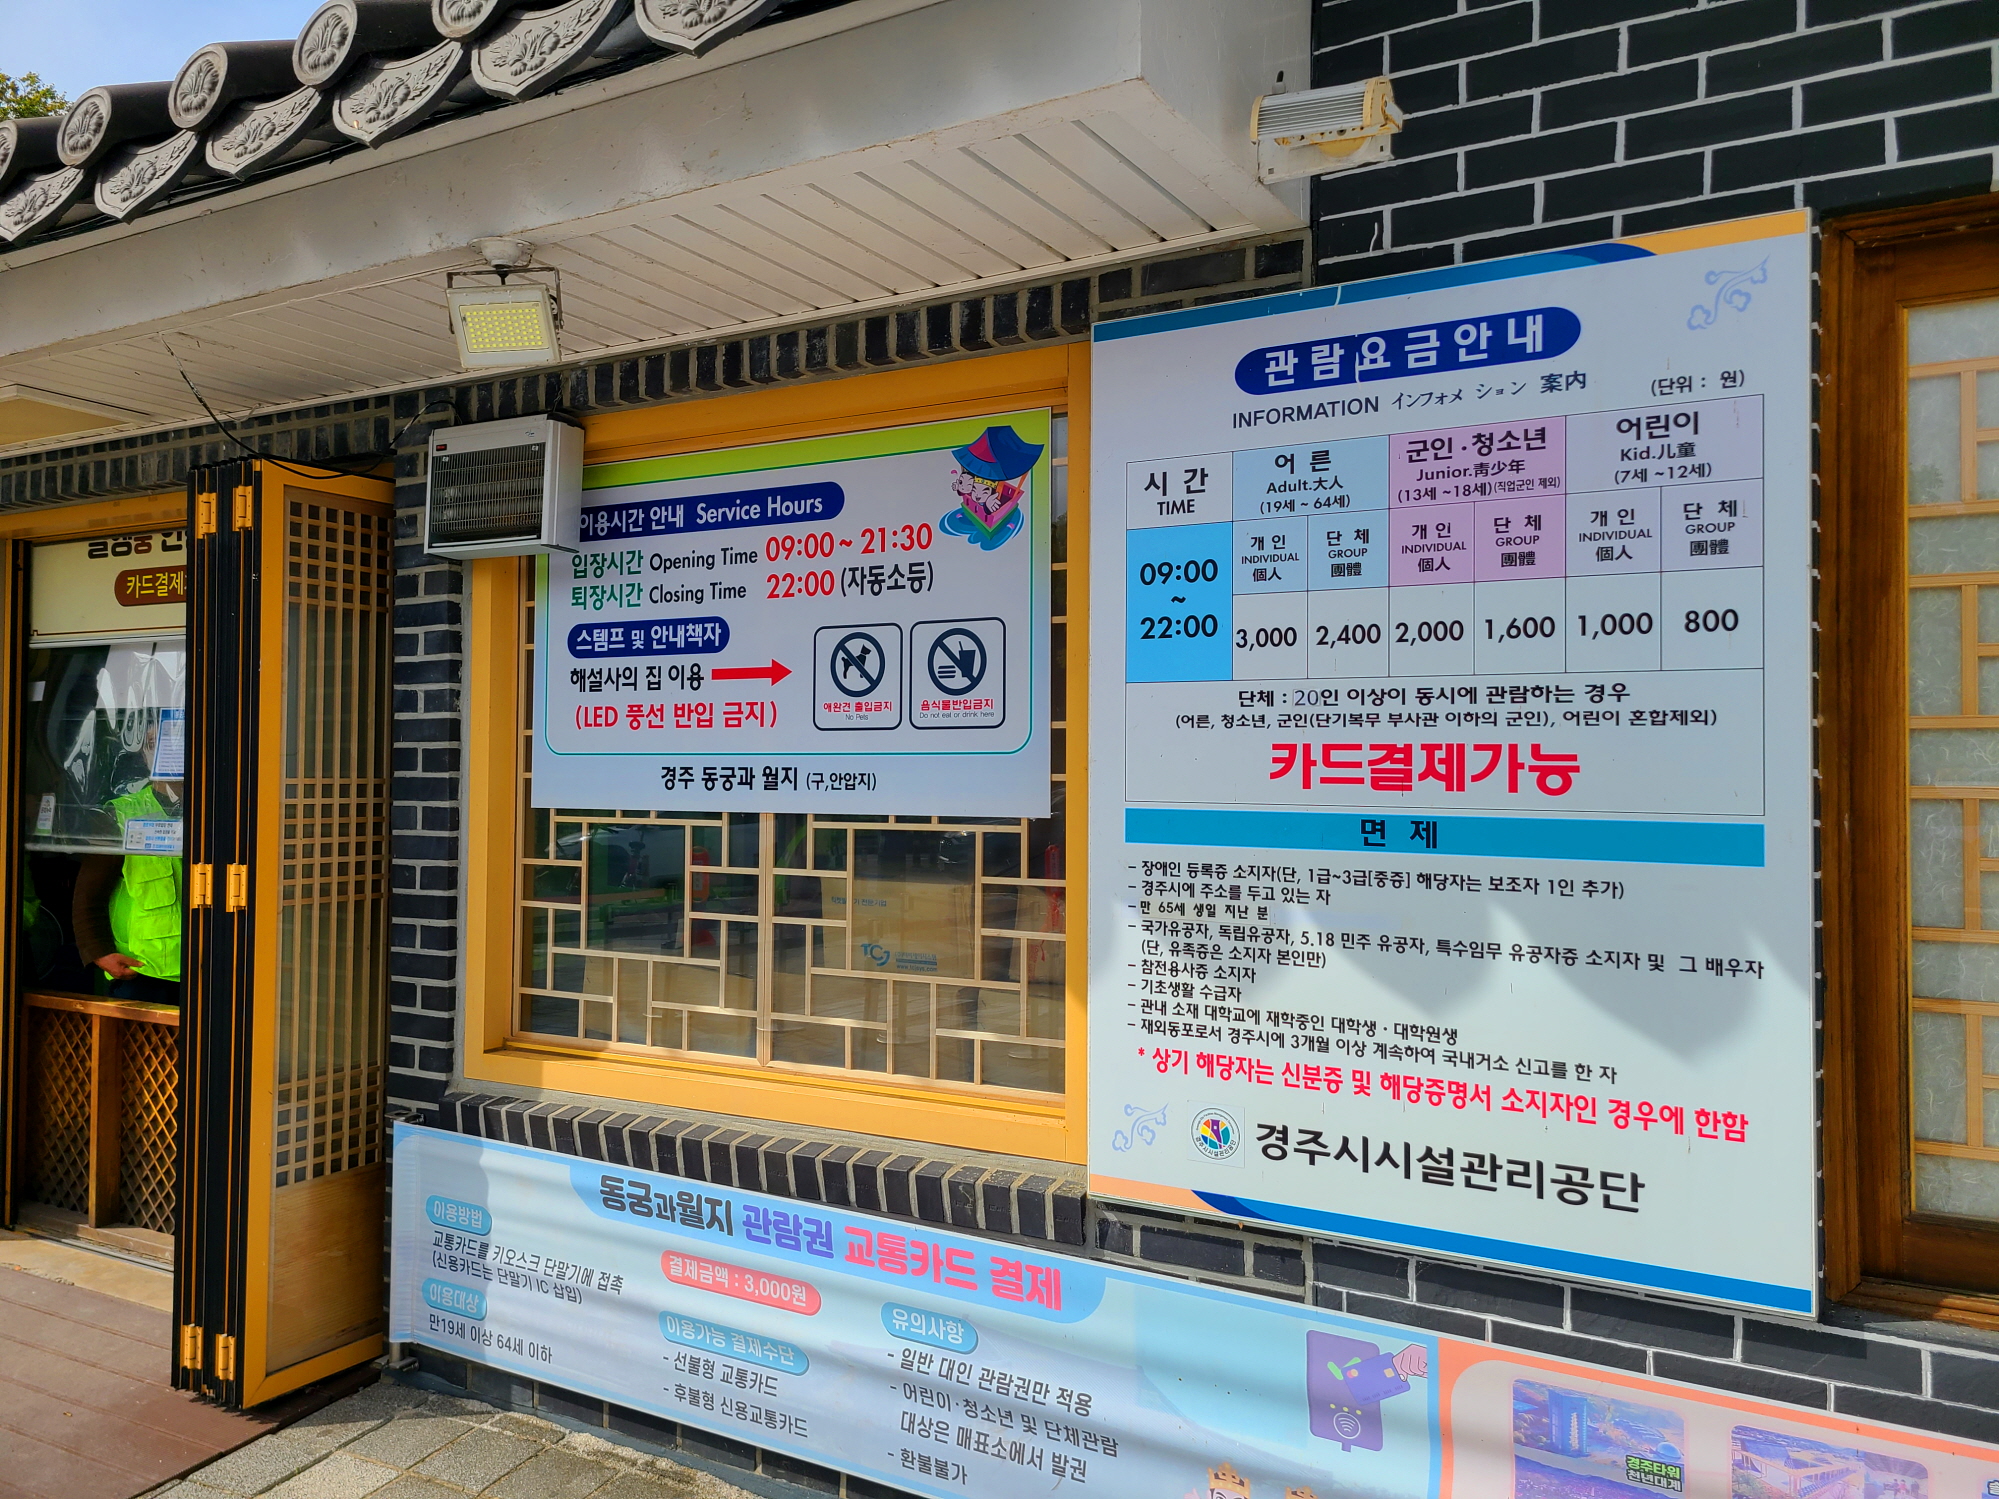 카드결제
이용시간 안내 Service Hours
입장시간 Opening Time 09:00~ 21:30
퇴장시간 Closing Time 22:00 (자동소등)
스템프 및 안내책자
해설사의 집 이용
(LED 풍선 반입 금지)
애완견 출입금지
No Pets
음식물반입금지
Do not eat or drink here
경주 동궁과 월지 (구,안압지)
TCJ
관람요금안내
INFORMATION インフォメ ション 案内
(단위 : 원)
시 간
TIME
어 른
Adult.大人
(19세 ~ 64세)
군인·청소년
Junior.靑少年
(13세 ~18세)(직업군인 제외)
어린이
Kid.儿童
(7세 ~12세)
개 인
INDIVIDUAL
個人
단 체
GROUP
團體
개 인
INDIVIDUAL
個人
단 체
GROUP
團體
개 인
INDIVIDUAL
個人
단 체
GROUP
團體
09:00
~
22:00
3,000 2,400 2,000 1,600 1,000 800
단체 : 20인 이상이 동시에 관람하는 경우
(어른, 청소년, 군인(단기복무 부사관 이하의 군인), 어린이 혼합제외)
카드결제가능
면 제
- 장애인 등록증 소지자(단, 1급~3급[중증] 해당자는 보조자 1인 추가)
- 경주시에 주소를 두고 있는 자
- 만 65세 생일 지난 분
- 국가유공자, 독립유공자, 5.18 민주 유공자, 특수임무 유공자증 소지자 및 그 배우자
(단, 유족증은 소지자 본인만)
- 참전용사증 소지자
- 기초생활 수급자
- 관내 소재 대학교에 재학중인 대학생 · 대학원생
- 재외동포로서 경주시에 3개월 이상 계속하여 국내거소 신고를 한 자
* 상기 해당자는 신분증 및 해당증명서 소지자인 경우에 한함
경주시시설관리공단
경주시시설관리공단
동궁과월지 관람권 교통카드 결제
이용방법
교통카드를 키오스크 단말기에 접촉
(신용카드는 단말기 IC 삽입)
이용대상
만19세 이상 64세 이하
결제금액 : 3,000원
이용가능 결제수단
- 선불형 교통카드
- 후불형 신용교통카드
유의사항
- 일반 대인 관람권만 적용
- 어린이·청소년 및 단체관람
대상은 매표소에서 발권
- 환불불가
경주타워
천년대계